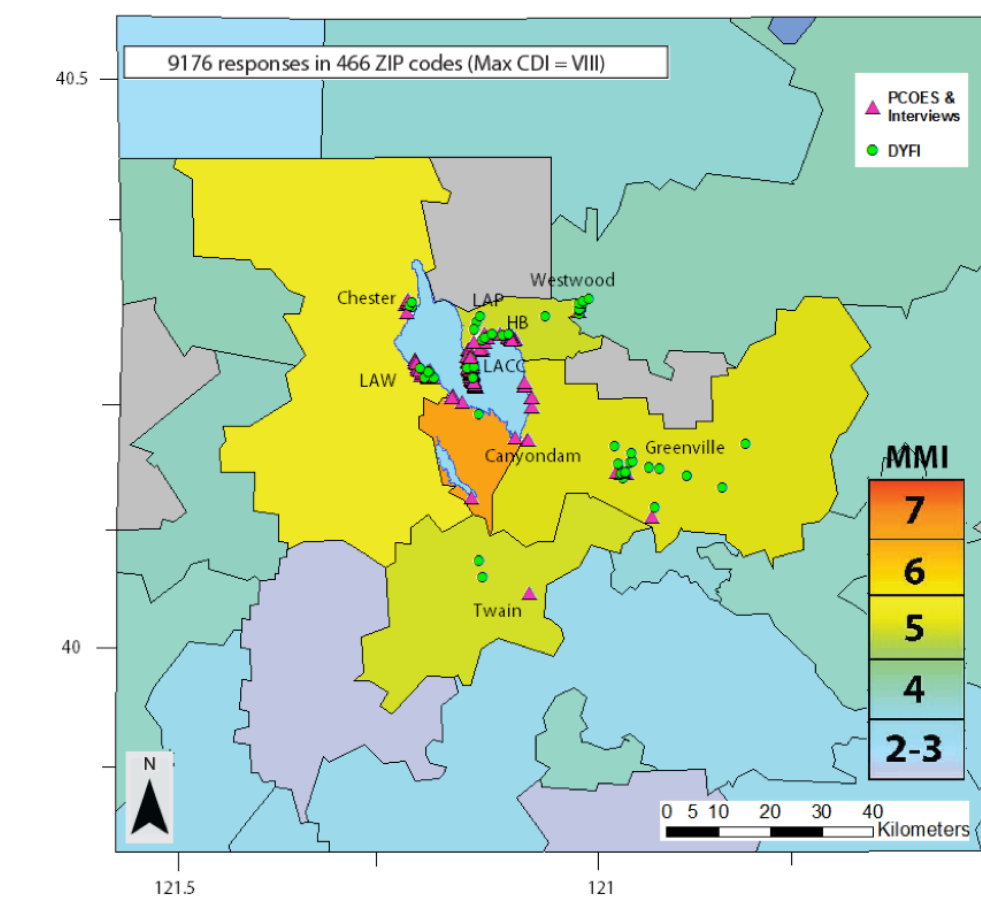 9176 responses in 466 ZIP codes (Max CDI = VIII)
40.5
PCOES &
Interviews
DYFI
Westwood
Chester
LAP
HB
LACC
LAW
Greenville
Canyondam
MMI
7
6
5
4
2-3
Twain
40
N
0 5 10 20 30 40
Kilometers
121.5
121